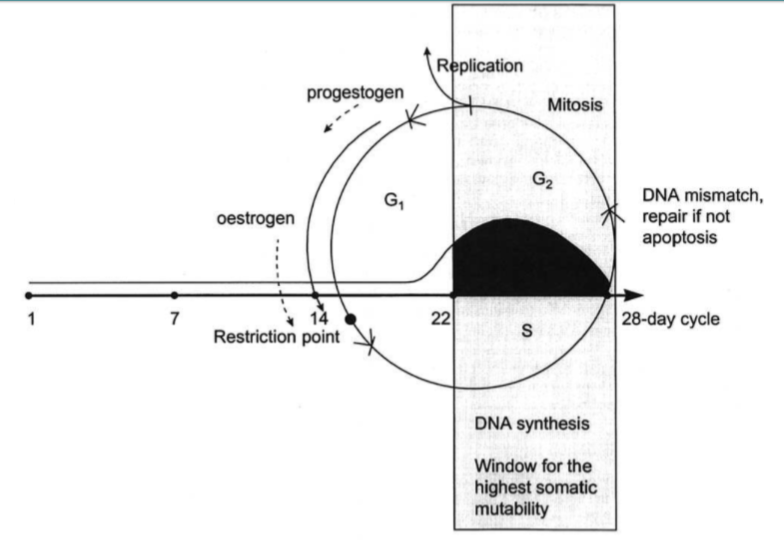 Replication
progestogen
Mitosis
G2
DNA mismatch,
repair if not
apoptosis
G1
oestrogen
1
7
14
22
28-day cycle
Restriction point
S
DNA synthesis
Window for the
highest somatic
mutability